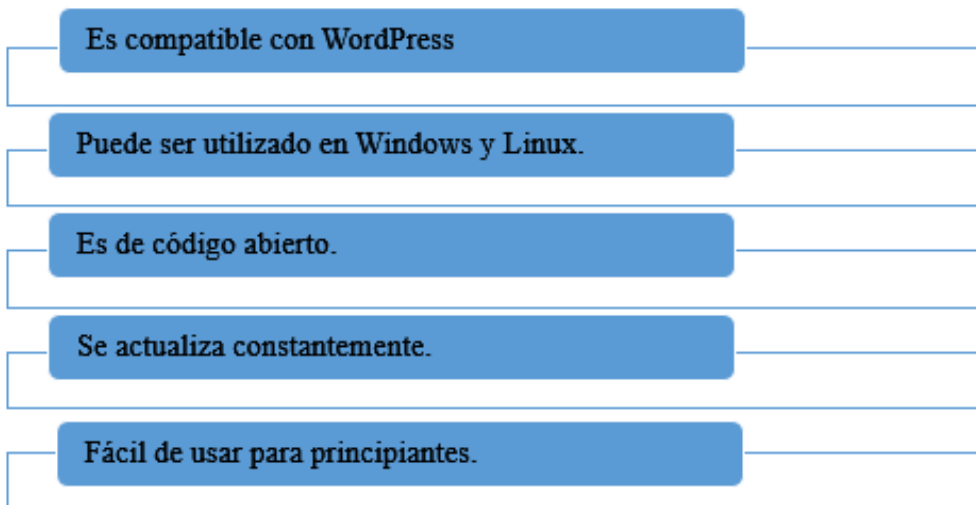 Es compatible con WordPress
Puede ser utilizado en Windows y Linux.
Es de código abierto.
Se actualiza constantemente.
Fácil de usar para principiantes.